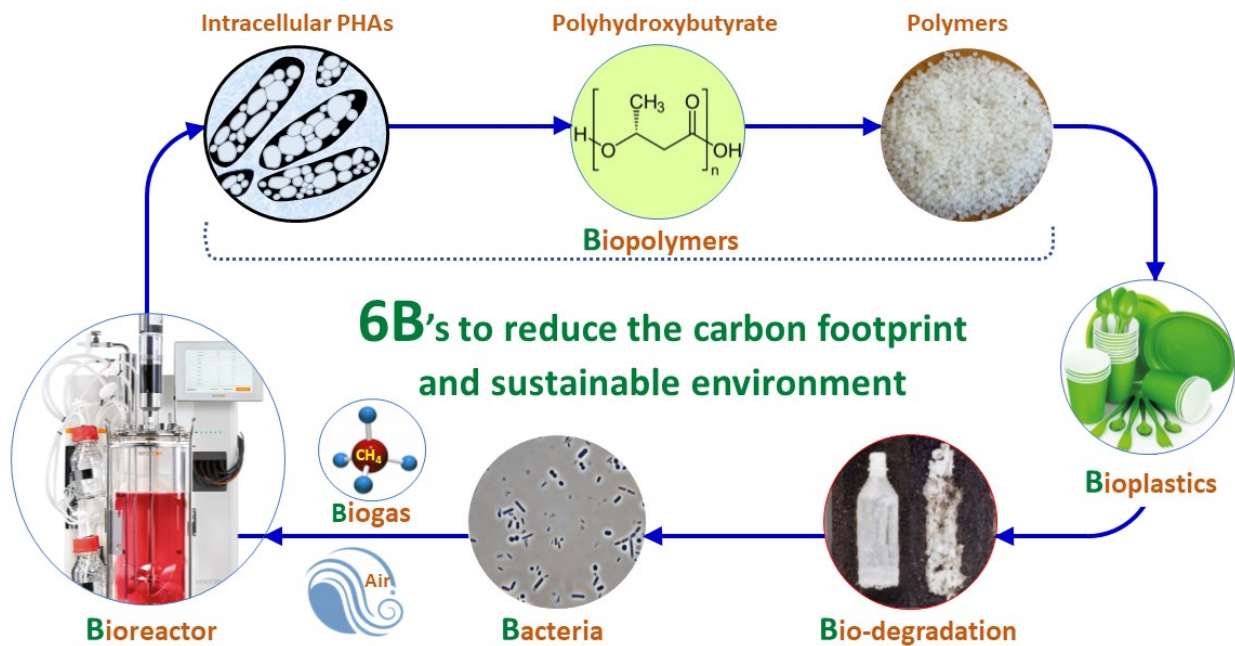 Intracellular PHAs
Polyhydroxybutyrate
Polymers
CH₃
O
H
O
OH
n
Biopolymers
6B's to reduce the carbon footprint
and sustainable environment
CH₄
Biogas
Air
Bioplastics
Bioreactor
Bacteria
Bio-degradation